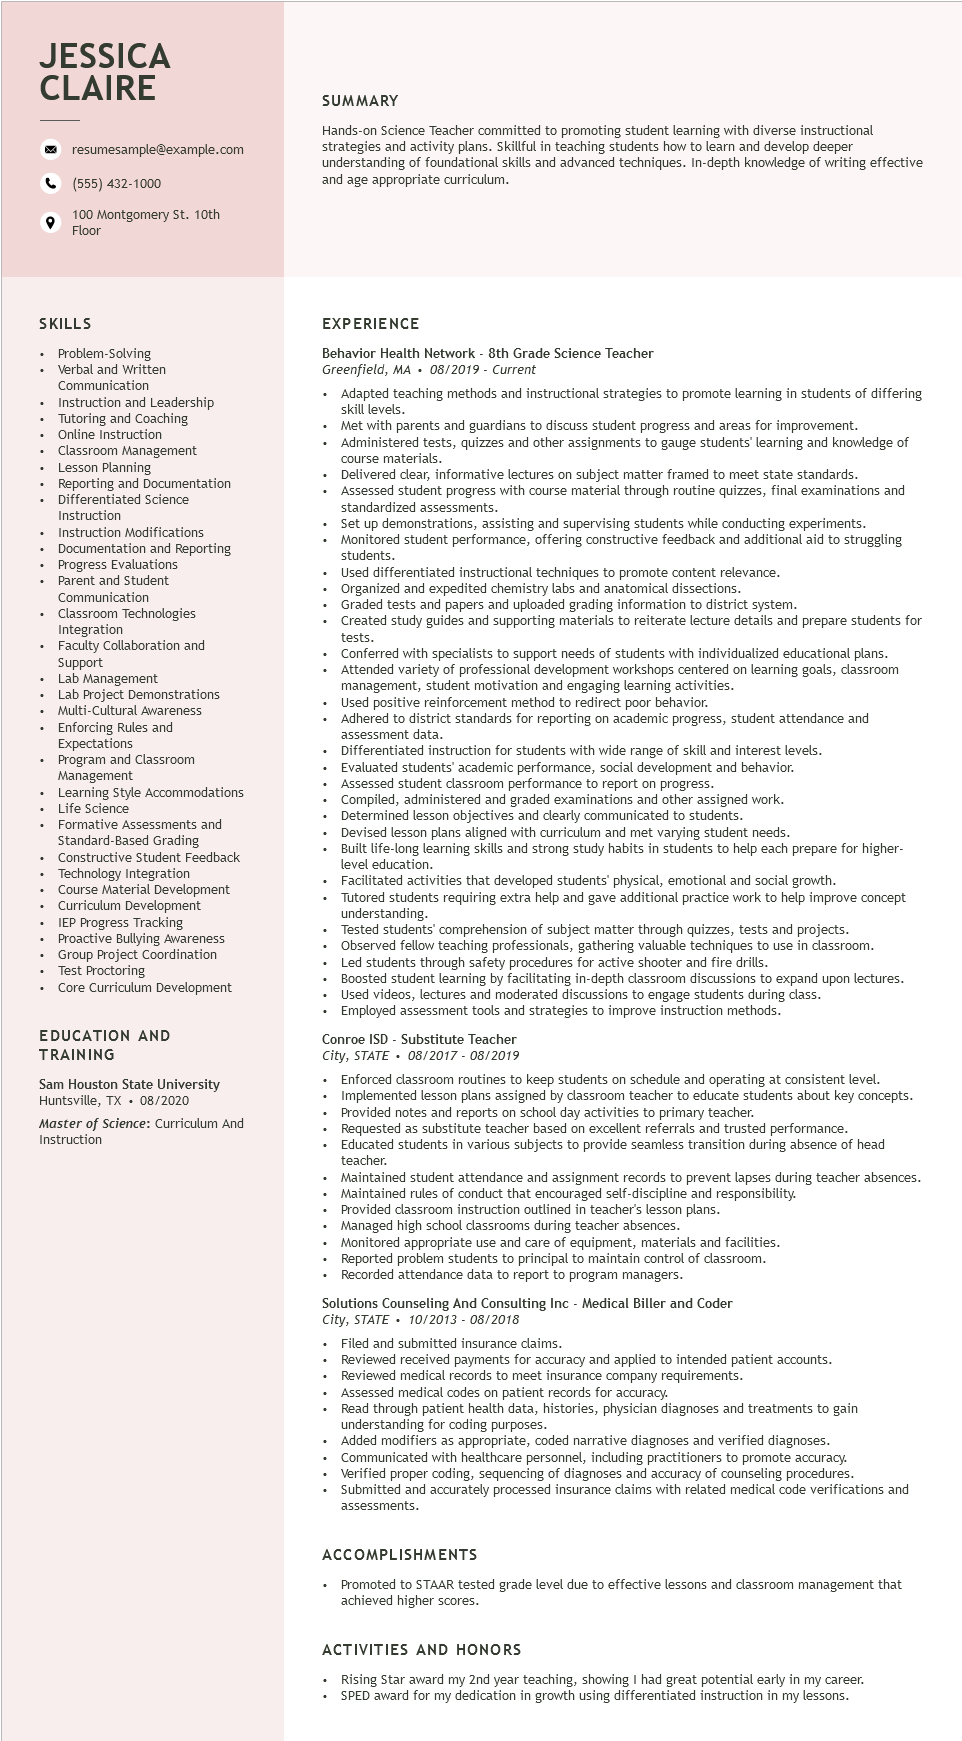 JESSICA
CLAIRE
resumesample@example.com
(555) 432-1000
100 Montgomery St. 10th
Floor
SUMMARY
Hands-on Science Teacher committed to promoting student learning with diverse instructional
strategies and activity plans. Skillful in teaching students how to learn and develop deeper
understanding of foundational skills and advanced techniques. In-depth knowledge of writing effective
and age appropriate curriculum.
SKILLS
• Problem-Solving
• Verbal and Written
Communication
• Instruction and Leadership
• Tutoring and Coaching
• Online Instruction
• Classroom Management
• Lesson Planning
• Reporting and Documentation
• Differentiated Science
Instruction
• Instruction Modifications
• Documentation and Reporting
• Progress Evaluations
• Parent and Student
Communication
• Classroom Technologies
Integration
• Faculty Collaboration and
Support
• Lab Management
• Lab Project Demonstrations
• Multi-Cultural Awareness
• Enforcing Rules and
Expectations
• Program and Classroom
Management
• Learning Style Accommodations
• Life Science
• Formative Assessments and
Standard-Based Grading
• Constructive Student Feedback
• Technology Integration
• Course Material Development
• Curriculum Development
• IEP Progress Tracking
• Proactive Bullying Awareness
• Group Project Coordination
• Test Proctoring
• Core Curriculum Development
EDUCATION AND
TRAINING
Sam Houston State University
Huntsville, TX • 08/2020
Master of Science: Curriculum And
Instruction
EXPERIENCE
Behavior Health Network - 8th Grade Science Teacher
Greenfield, MA • 08/2019 - Current
• Adapted teaching methods and instructional strategies to promote learning in students of differing
skill levels.
• Met with parents and guardians to discuss student progress and areas for improvement.
• Administered tests, quizzes and other assignments to gauge students' learning and knowledge of
course materials.
• Delivered clear, informative lectures on subject matter framed to meet state standards.
• Assessed student progress with course material through routine quizzes, final examinations and
standardized assessments.
• Set up demonstrations, assisting and supervising students while conducting experiments.
• Monitored student performance, offering constructive feedback and additional aid to struggling
students.
• Used differentiated instructional techniques to promote content relevance.
• Organized and expedited chemistry labs and anatomical dissections.
• Graded tests and papers and uploaded grading information to district system.
• Created study guides and supporting materials to reiterate lecture details and prepare students for
tests.
• Conferred with specialists to support needs of students with individualized educational plans.
• Attended variety of professional development workshops centered on learning goals, classroom
management, student motivation and engaging learning activities.
• Used positive reinforcement method to redirect poor behavior.
• Adhered to district standards for reporting on academic progress, student attendance and
assessment data.
• Differentiated instruction for students with wide range of skill and interest levels.
• Evaluated students' academic performance, social development and behavior.
• Assessed student classroom performance to report on progress.
• Compiled, administered and graded examinations and other assigned work.
• Determined lesson objectives and clearly communicated to students.
• Devised lesson plans aligned with curriculum and met varying student needs.
• Built life-long learning skills and strong study habits in students to help each prepare for higher-
level education.
• Facilitated activities that developed students' physical, emotional and social growth.
• Tutored students requiring extra help and gave additional practice work to help improve concept
understanding.
• Tested students' comprehension of subject matter through quizzes, tests and projects.
• Observed fellow teaching professionals, gathering valuable techniques to use in classroom.
• Led students through safety procedures for active shooter and fire drills.
• Boosted student learning by facilitating in-depth classroom discussions to expand upon lectures.
• Used videos, lectures and moderated discussions to engage students during class.
• Employed assessment tools and strategies to improve instruction methods.
Conroe ISD - Substitute Teacher
City, STATE • 08/2017 - 08/2019
• Enforced classroom routines to keep students on schedule and operating at consistent level.
• Implemented lesson plans assigned by classroom teacher to educate students about key concepts.
• Provided notes and reports on school day activities to primary teacher.
• Requested as substitute teacher based on excellent referrals and trusted performance.
• Educated students in various subjects to provide seamless transition during absence of head
teacher.
• Maintained student attendance and assignment records to prevent lapses during teacher absences.
• Maintained rules of conduct that encouraged self-discipline and responsibility.
• Provided classroom instruction outlined in teacher's lesson plans.
• Managed high school classrooms during teacher absences.
• Monitored appropriate use and care of equipment, materials and facilities.
• Reported problem students to principal to maintain control of classroom.
• Recorded attendance data to report to program managers.
Solutions Counseling And Consulting Inc - Medical Biller and Coder
City, STATE • 10/2013 - 08/2018
• Filed and submitted insurance claims.
• Reviewed received payments for accuracy and applied to intended patient accounts.
• Reviewed medical records to meet insurance company requirements.
• Assessed medical codes on patient records for accuracy.
• Read through patient health data, histories, physician diagnoses and treatments to gain
understanding for coding purposes.
• Added modifiers as appropriate, coded narrative diagnoses and verified diagnoses.
• Communicated with healthcare personnel, including practitioners to promote accuracy.
• Verified proper coding, sequencing of diagnoses and accuracy of counseling procedures.
• Submitted and accurately processed insurance claims with related medical code verifications and
assessments.
ACCOMPLISHMENTS
• Promoted to STAAR tested grade level due to effective lessons and classroom management that
achieved higher scores.
ACTIVITIES AND HONORS
• Rising Star award my 2nd year teaching, showing I had great potential early in my career.
• SPED award for my dedication in growth using differentiated instruction in my lessons.